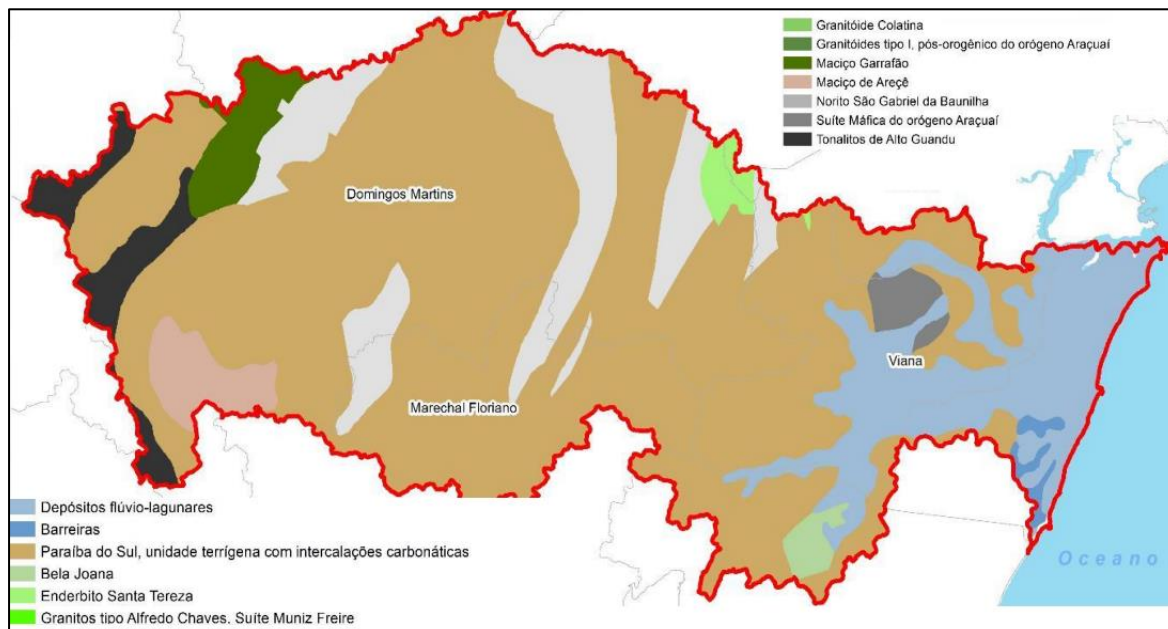 Granitóide Colatina
Granitóides tipo I, pós-orogênico do orógeno Araçuaí
Maciço Garrafão
Maciço de Areçê
Norito São Gabriel da Baunilha
Suíte Máfica do orógeno Araçuaí
Tonalitos de Alto Guandu
Domingos Martins
Viana
Marechal Floriano
Depósitos flúvio-lagunares
Barreiras
Paraíba do Sul, unidade terrígena com intercalações carbonáticas
Bela Joana
Enderbito Santa Tereza
Granitos tipo Alfredo Chaves, Suíte Muniz Freire
Oceano